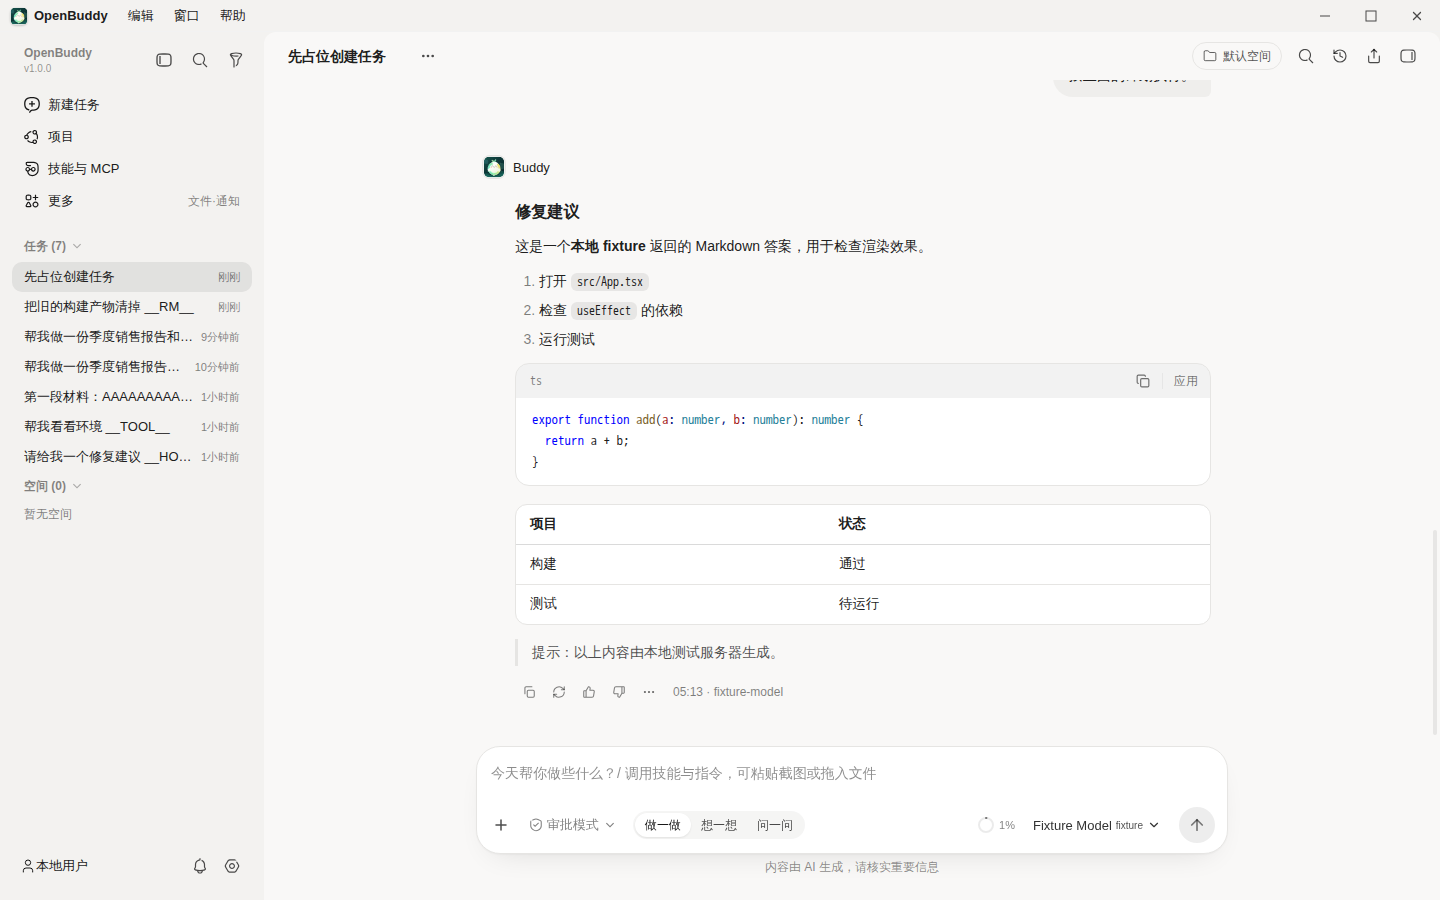 OpenBuddy 编辑 窗口 帮助
OpenBuddy
v1.0.0
新建任务
项目
技能与 MCP
更多 文件·通知
任务 (7)
先占位创建任务 刚刚
把旧的构建产物清掉 __RM__ 刚刚
帮我做一份季度销售报告和… 9分钟前
帮我做一份季度销售报告… 10分钟前
第一段材料：AAAAAAAAA… 1小时前
帮我看看环境 __TOOL__ 1小时前
请给我一个修复建议 __HO… 1小时前
空间 (0)
暂无空间
本地用户
先占位创建任务
默认空间
Buddy
修复建议
这是一个本地 fixture 返回的 Markdown 答案，用于检查渲染效果。
1. 打开 src/App.tsx
2. 检查 useEffect 的依赖
3. 运行测试
ts 应用
export function add(a: number, b: number): number {
  return a + b;
}
项目 状态
构建 通过
测试 待运行
提示：以上内容由本地测试服务器生成。
05:13 · fixture-model
今天帮你做些什么？/ 调用技能与指令，可粘贴截图或拖入文件
审批模式 做一做 想一想 问一问 1% Fixture Model fixture
内容由 AI 生成，请核实重要信息